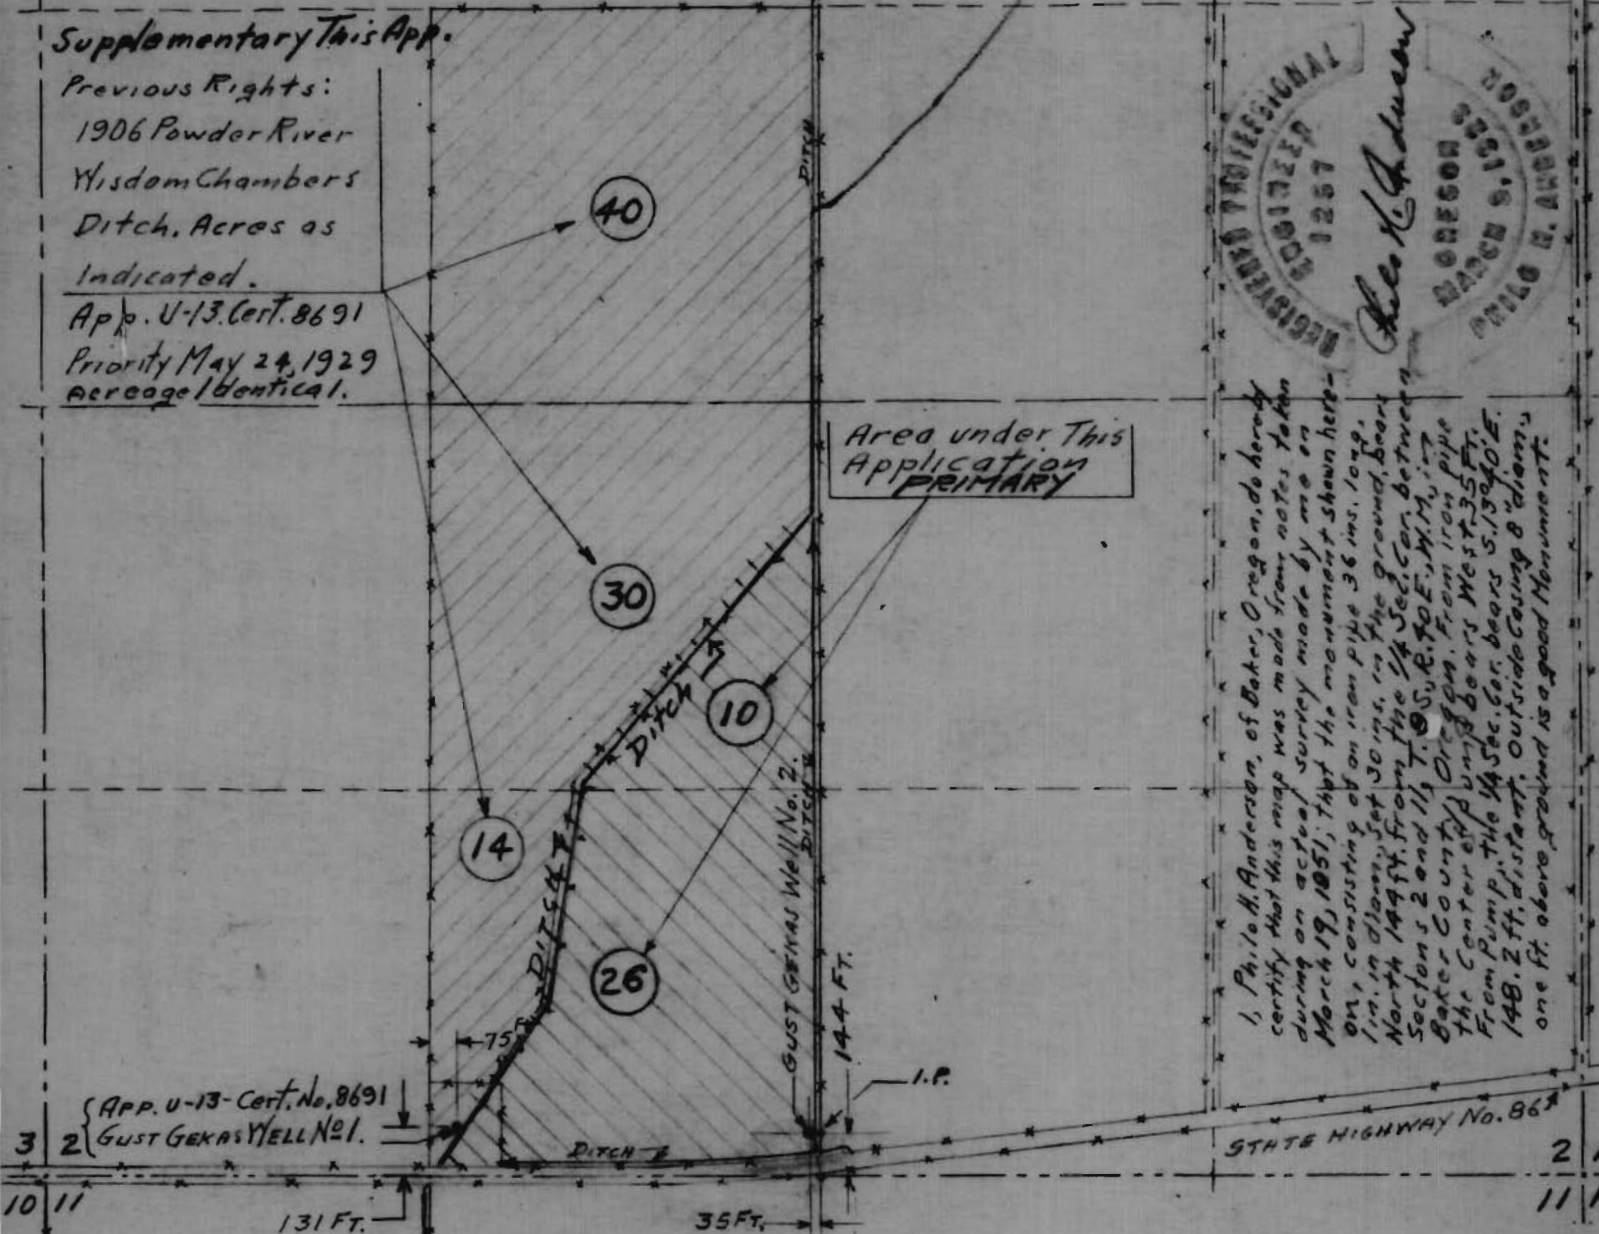 Supplementary This App.
Previous Rights:
1906 Powder River
Wisdom Chambers
Ditch. Acres as
Indicated.
App. U-13. Cert. 8691
Priority May 24, 1929
Acreage Identical.
40
30
14
DITCH
Area under This
Application
PRIMARY
10
26
Ditch
DITCH
GUST GEKAS Well No. 2.
DITCH
144 FT.
I.P.
75 FT
App. U-13-Cert. No. 8691
GUST GEKAS WELL No 1.
3 2
10 11
131 FT.
DITCH
35 FT.
STATE HIGHWAY No. 86
2
11
REGISTERED PROFESSIONAL
ENGINEER
1257
OREGON
MARCH 9, 1925
PHILO H. ANDERSON
Philo H. Anderson
I, Philo H. Anderson, of Baker, Oregon, do hereby
certify that this map was made from notes taken
during an actual survey made by me on
March 19, 1951; that the monument shown here-
on, consisting of an iron pipe 36 ins. long,
1 in. in diam., set 30 ins. in the ground, bears
North 144 ft. from the 1/4 Sec. Cor. between
Sections 2 and 11, T. 9 S., R. 40 E., W.M., in
Baker County, Oregon. From iron pipe
the Center of pump bears West 35 Ft.
From Pump, the 1/4 Sec. Cor. bears S. 13° 40' E.
148.2 ft. distant. Outside Casing 8" diam.,
one ft. above ground is a good Monument.